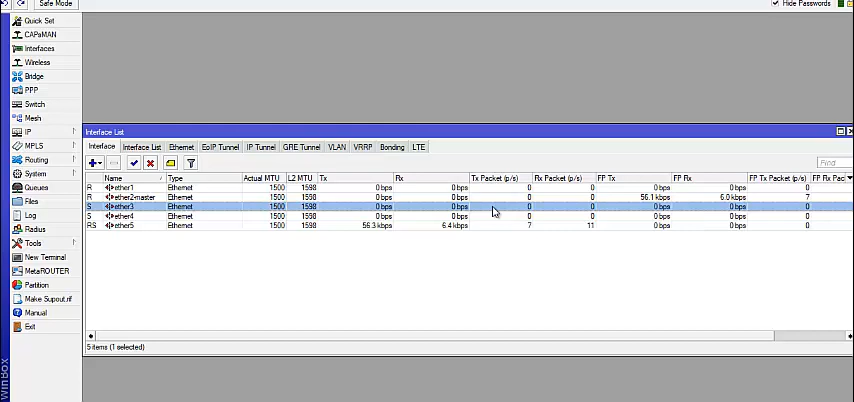 Safe Mode
Hide Passwords
Quick Set
CAPsMAN
Interfaces
Wireless
Bridge
PPP
Switch
Mesh
IP
MPLS
Routing
System
Queues
Files
Log
Radius
Tools
New Terminal
MetaROUTER
Partition
Make Supout.rif
Manual
Exit
WinBox
Interface List
Interface Interface List Ethernet EoIP Tunnel IP Tunnel GRE Tunnel VLAN VRRP Bonding LTE
Find
Name Type Actual MTU L2 MTU Tx Rx Tx Packet (p/s) Rx Packet (p/s) FP Tx FP Rx FP Tx Packet (p/s) FP Rx Pac
R ether1 Ethernet 1500 1598 0 bps 0 bps 0 0 0 bps 0 bps 0
R ether2-master Ethernet 1500 1598 0 bps 0 bps 0 0 56.1 kbps 6.0 kbps 7
S ether3 Ethernet 1500 1598 0 bps 0 bps 0 0 0 bps 0 bps 0
S ether4 Ethernet 1500 1598 0 bps 0 bps 0 0 0 bps 0 bps 0
RS ether5 Ethernet 1500 1598 56.3 kbps 6.4 kbps 7 11 0 bps 0 bps 0
5 items (1 selected)